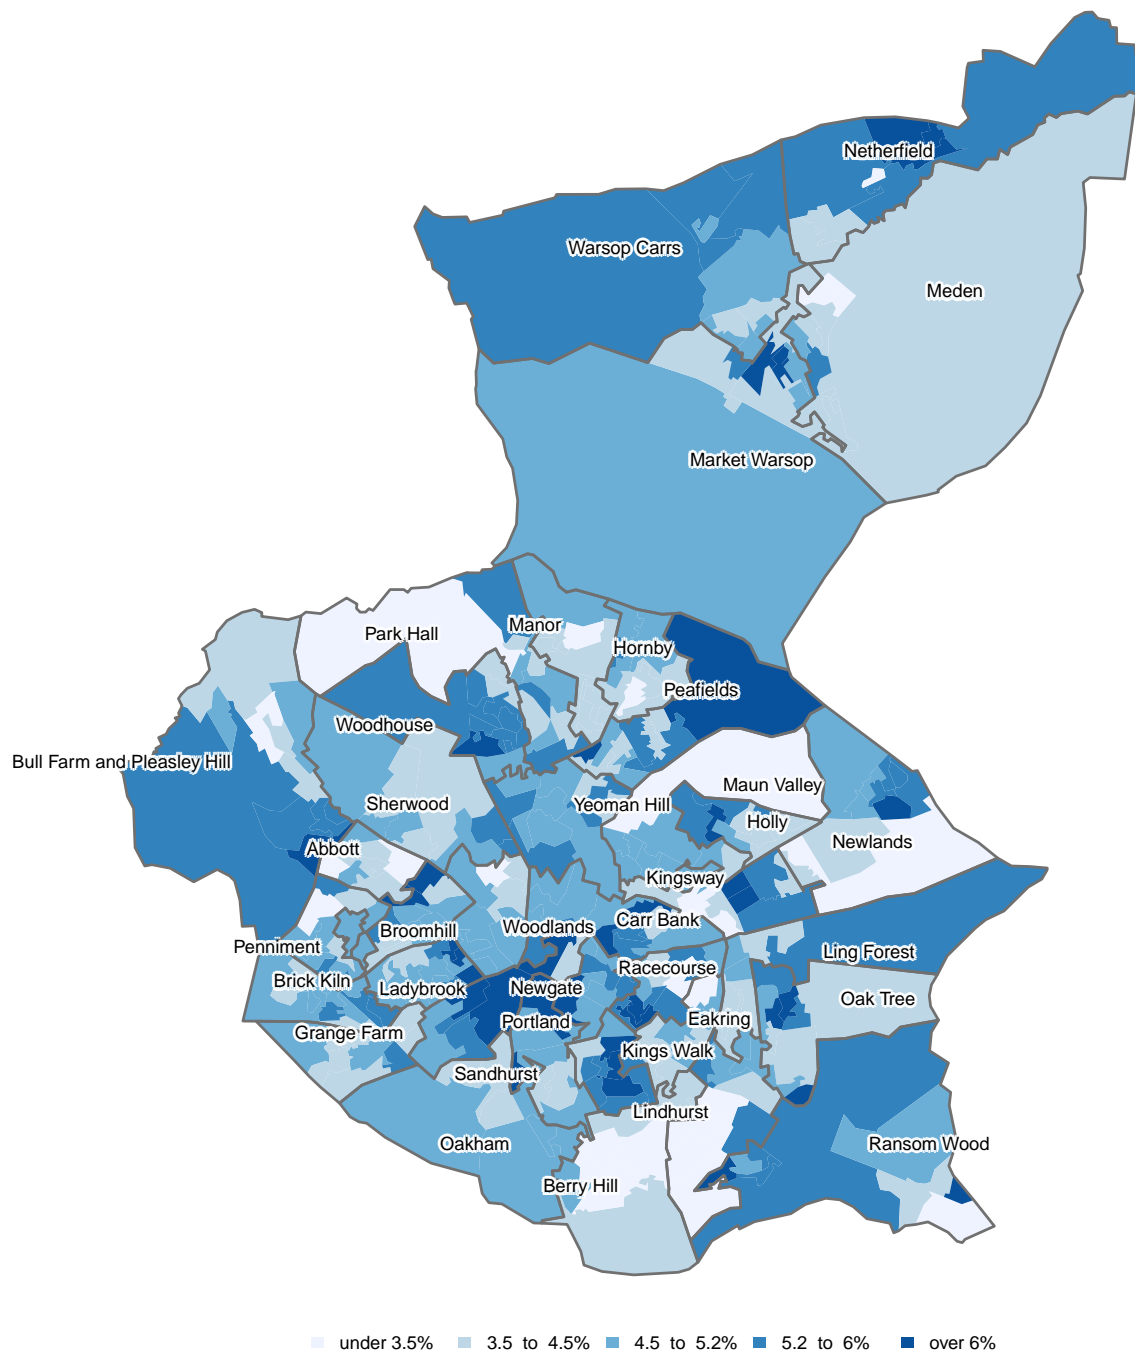 Netherfield
Warsop Carrs
Meden
Market Warsop
Manor
Park Hall
Hornby
Peafields
Woodhouse
Bull Farm and Pleasley Hill
Maun Valley
Sherwood
Yeoman Hill
Holly
Newlands
Abbott
Kingsway
Carr Bank
Woodlands
Broomhill
Penniment
Ling Forest
Racecourse
Brick Kiln
Ladybrook
Newgate
Oak Tree
Portland
Eakring
Grange Farm
Kings Walk
Sandhurst
Lindhurst
Oakham
Ransom Wood
Berry Hill
under 3.5% 3.5 to 4.5% 4.5 to 5.2% 5.2 to 6% over 6%